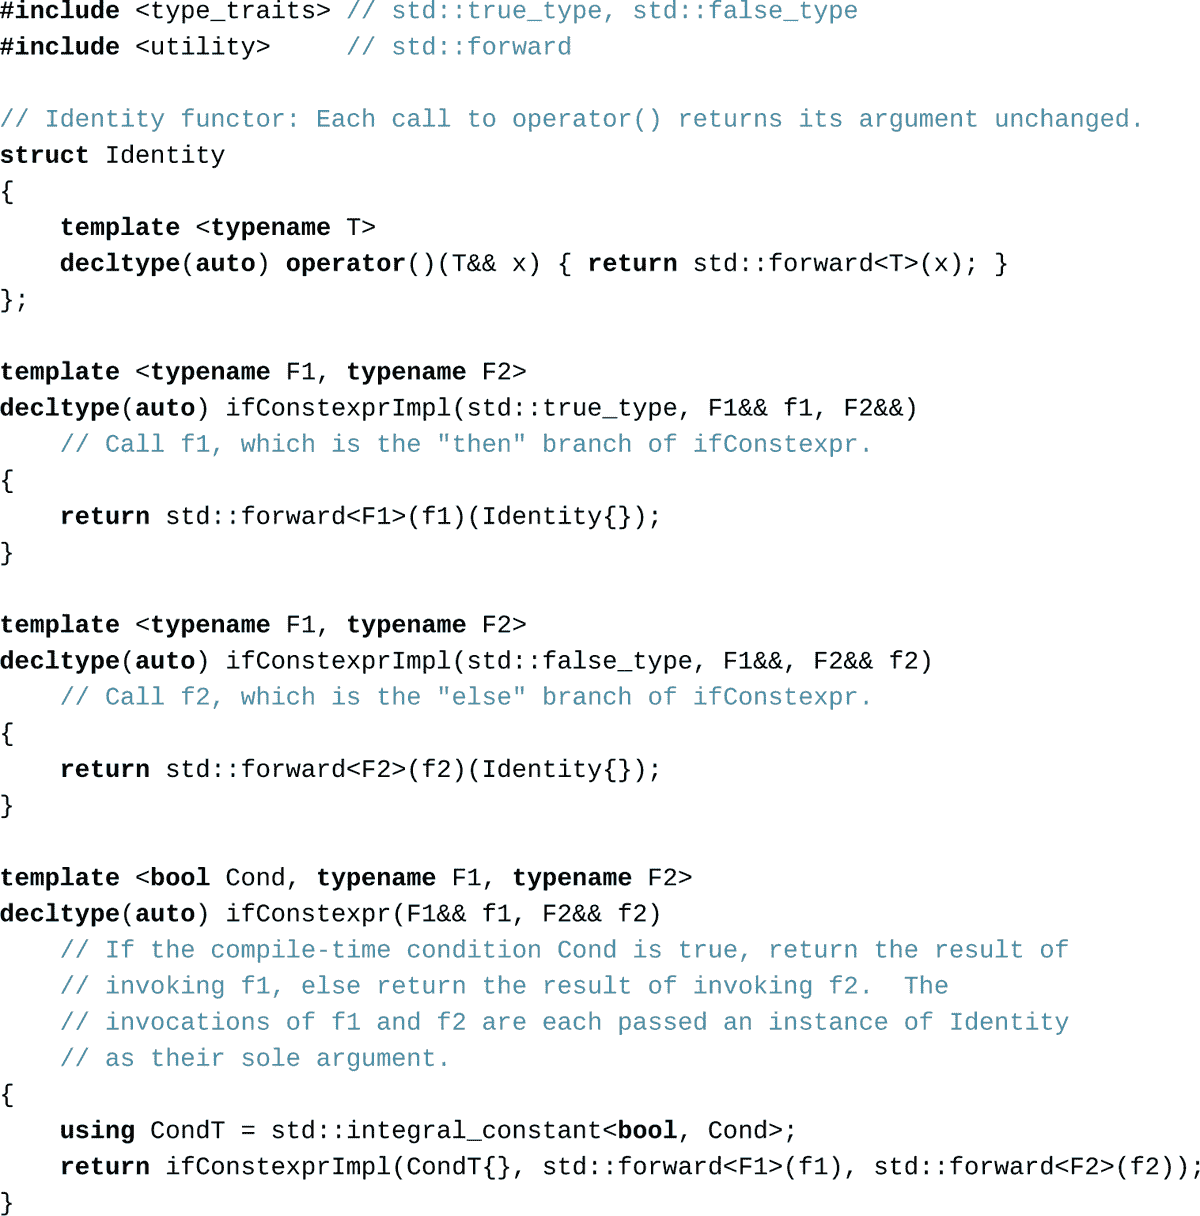 #include <type_traits> // std::true_type, std::false_type
#include <utility>     // std::forward

// Identity functor: Each call to operator() returns its argument unchanged.
struct Identity
{
    template <typename T>
    decltype(auto) operator()(T&& x) { return std::forward<T>(x); }
};

template <typename F1, typename F2>
decltype(auto) ifConstexprImpl(std::true_type, F1&& f1, F2&&)
    // Call f1, which is the "then" branch of ifConstexpr.
{
    return std::forward<F1>(f1)(Identity{});
}

template <typename F1, typename F2>
decltype(auto) ifConstexprImpl(std::false_type, F1&&, F2&& f2)
    // Call f2, which is the "else" branch of ifConstexpr.
{
    return std::forward<F2>(f2)(Identity{});
}

template <bool Cond, typename F1, typename F2>
decltype(auto) ifConstexpr(F1&& f1, F2&& f2)
    // If the compile-time condition Cond is true, return the result of
    // invoking f1, else return the result of invoking f2.  The
    // invocations of f1 and f2 are each passed an instance of Identity
    // as their sole argument.
{
    using CondT = std::integral_constant<bool, Cond>;
    return ifConstexprImpl(CondT{}, std::forward<F1>(f1), std::forward<F2>(f2));
}